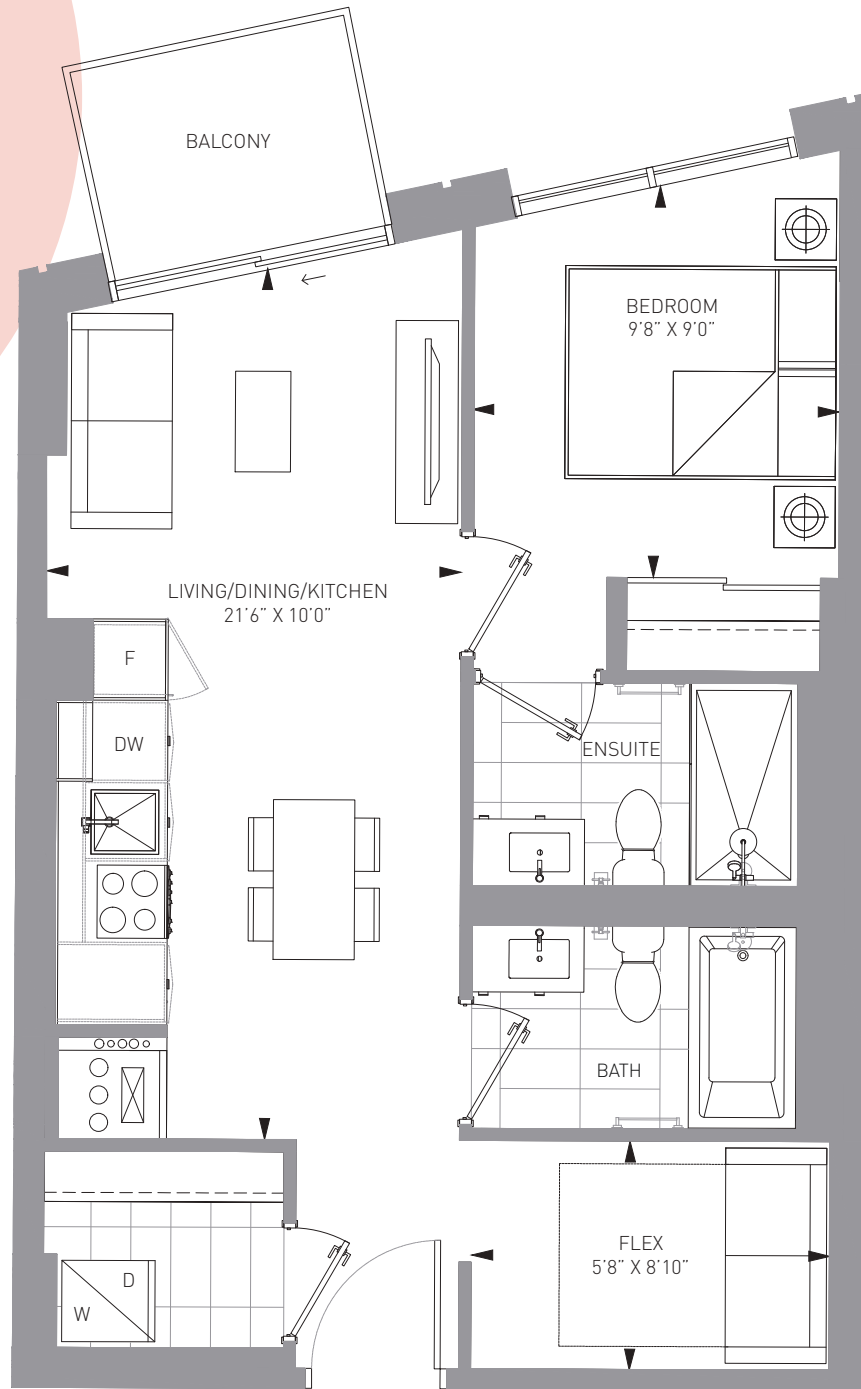 BALCONY
BEDROOM
9’8” X 9’0”
LIVING/DINING/KITCHEN
21’6” X 10’0”
F
DW
ENSUITE
BATH
FLEX
5’8” X 8’10”
D
W